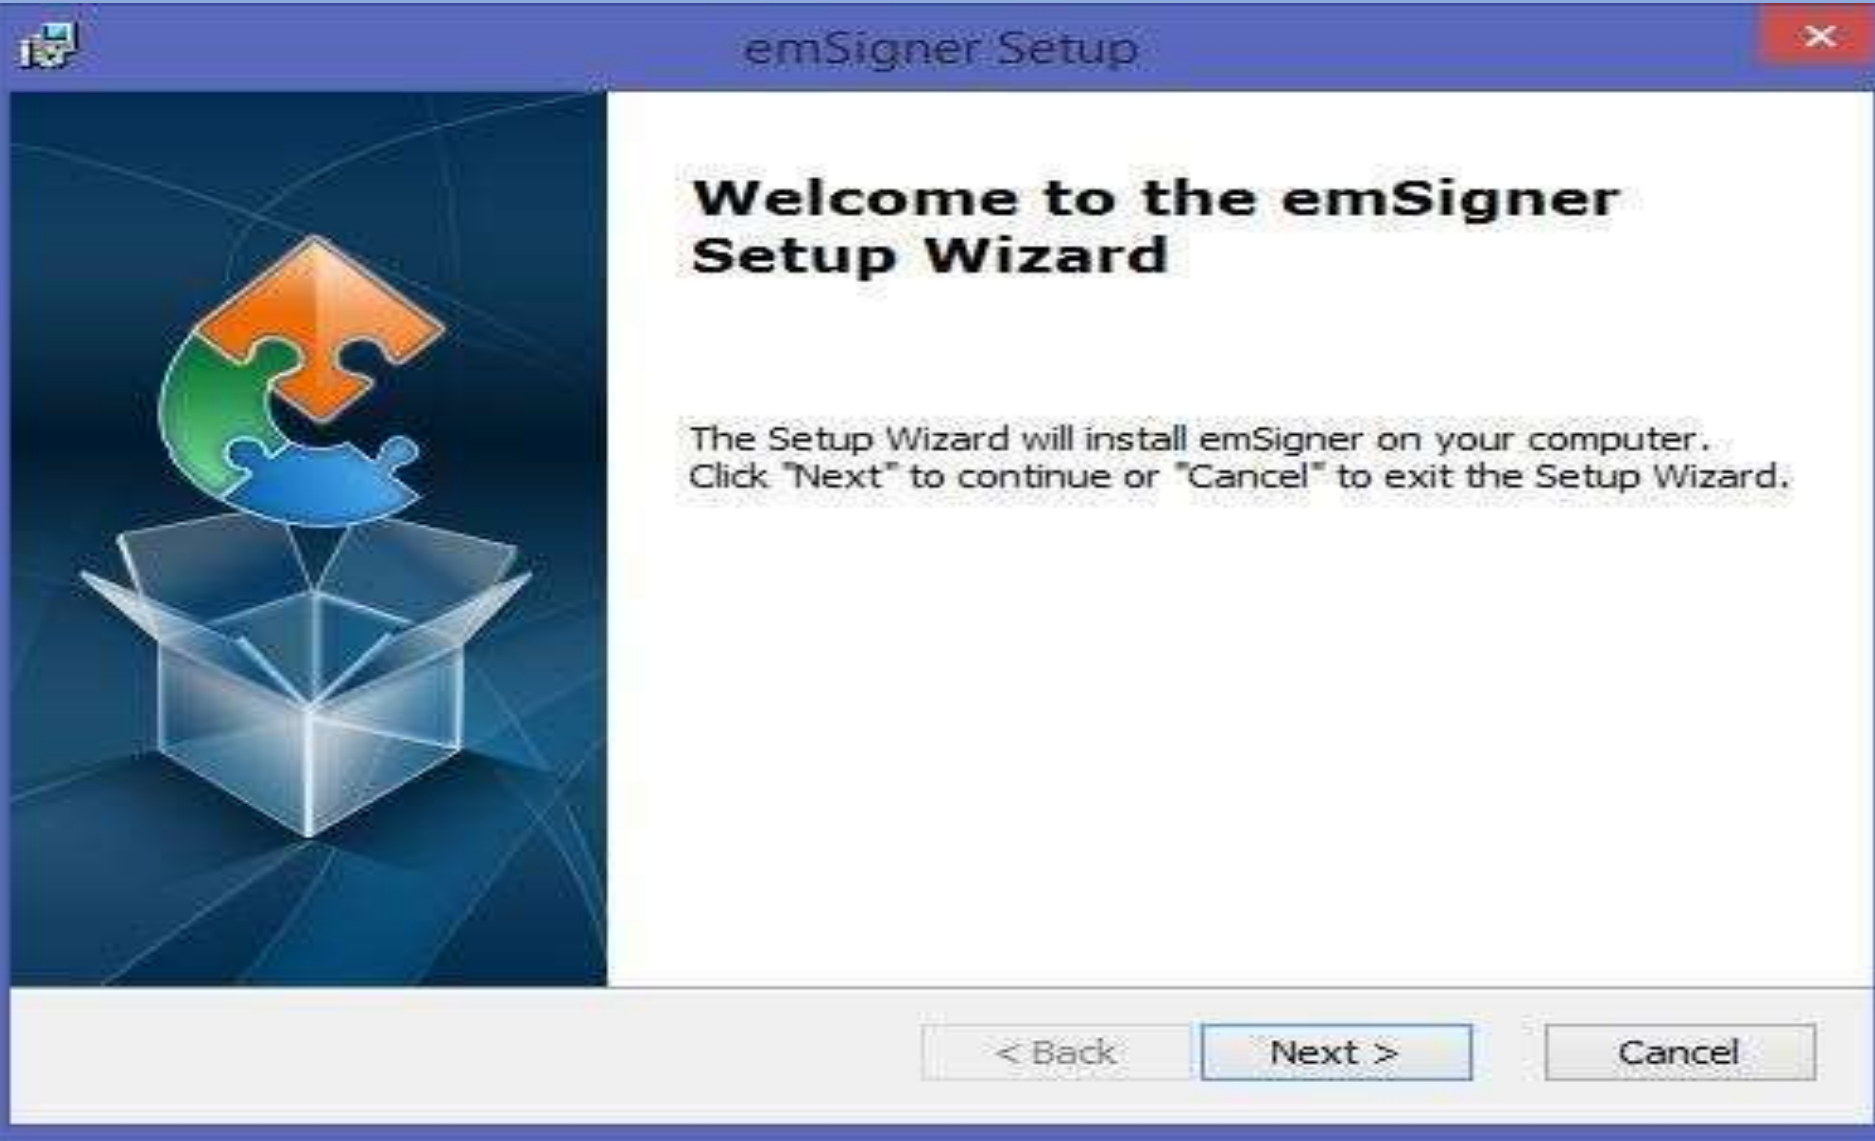 emSigner Setup
Welcome to the emSigner
Setup Wizard
The Setup Wizard will install emSigner on your computer.
Click "Next" to continue or "Cancel" to exit the Setup Wizard.
< Back
Next >
Cancel